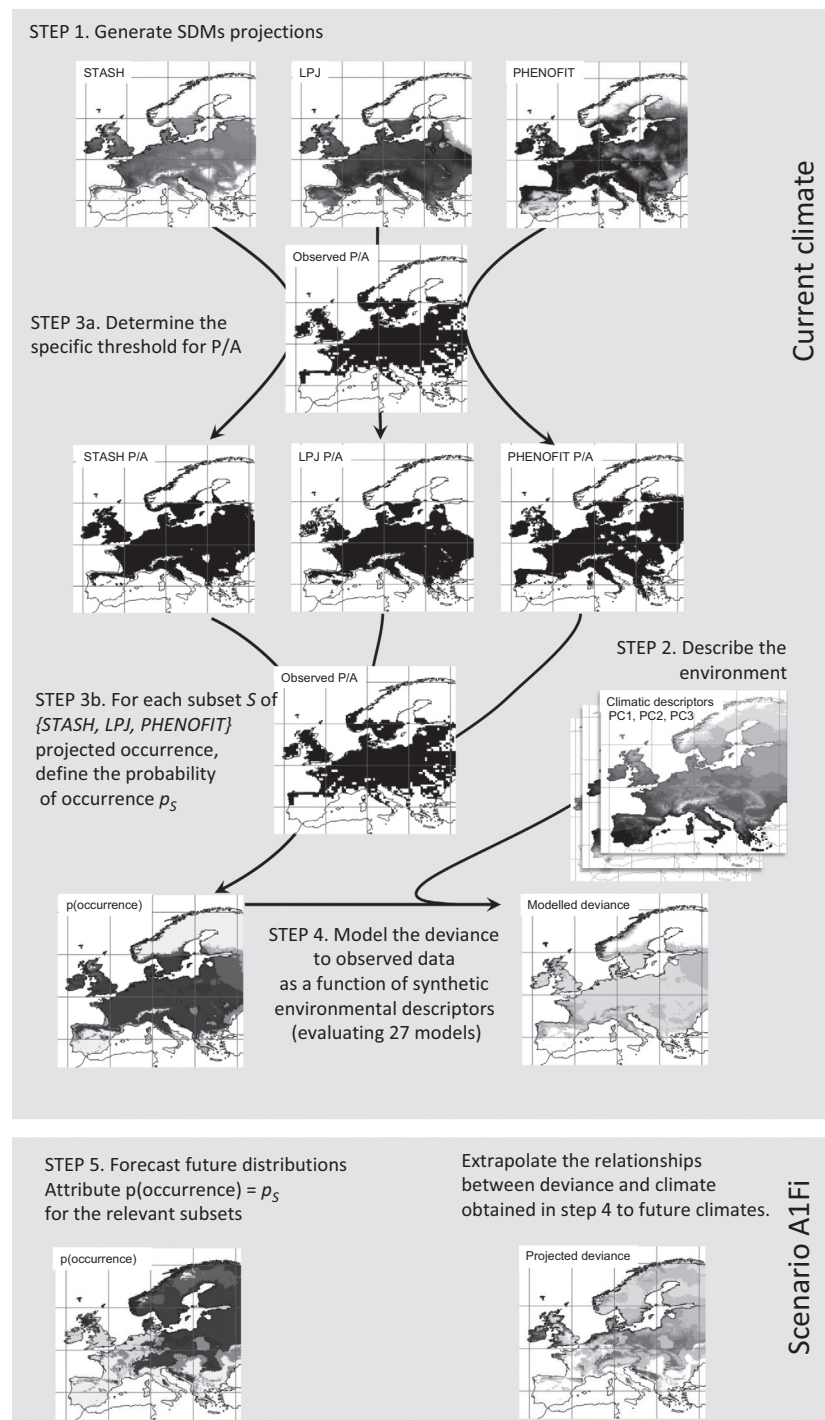 STEP 1. Generate SDMs projections
STASH
LPJ
PHENOFIT
Current climate
Observed P/A
STEP 3a. Determine the
specific threshold for P/A
STASH P/A
LPJ P/A
PHENOFIT P/A
STEP 2. Describe the
environment
Climatic descriptors
PC1, PC2, PC3
Observed P/A
STEP 3b. For each subset S of
{STASH, LPJ, PHENOFIT}
projected occurrence,
define the probability
of occurrence pS
p(occurrence)
STEP 4. Model the deviance
to observed data
as a function of synthetic
environmental descriptors
(evaluating 27 models)
Modelled deviance
STEP 5. Forecast future distributions
Attribute p(occurrence) = pS
for the relevant subsets
Extrapolate the relationships
between deviance and climate
obtained in step 4 to future climates.
Scenario A1Fi
p(occurrence)
Projected deviance